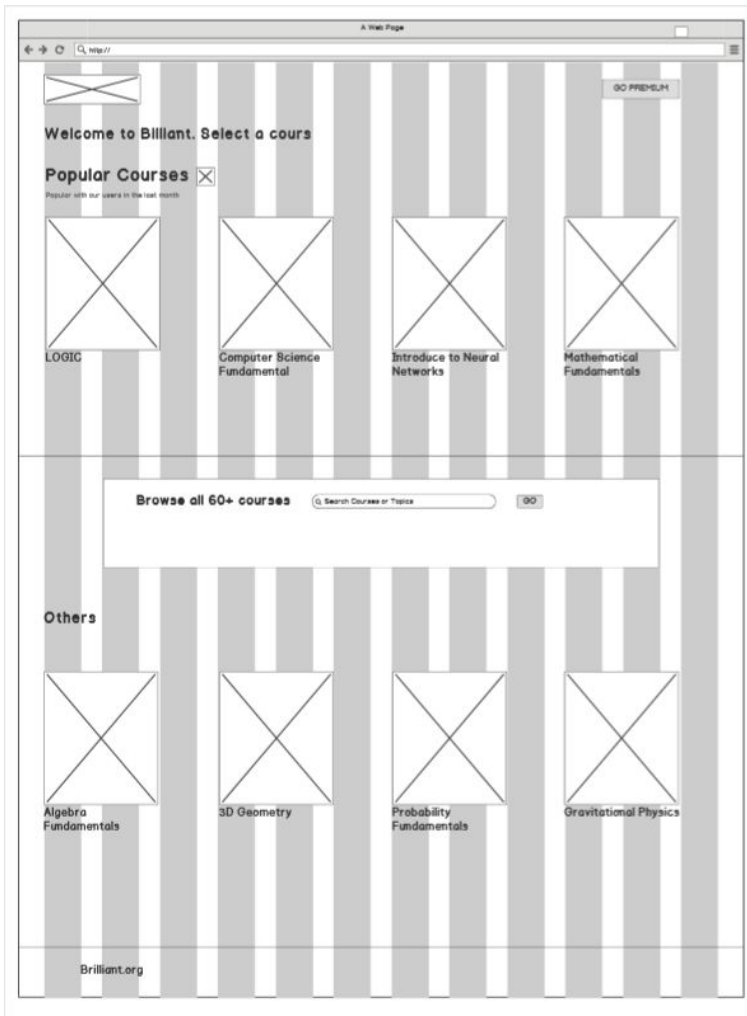 A Web Page
http://
GO PREMIUM
Welcome to Billiant. Select a cours
Popular Courses
Popular with our users in the last month
LOGIC
Computer Science
Fundamental
Introduce to Neural
Networks
Mathematical
Fundamentals
Browse all 60+ courses
Search Courses or Topics
GO
Others
Algebra
Fundamentals
3D Geometry
Probability
Fundamentals
Gravitational Physics
Brilliant.org